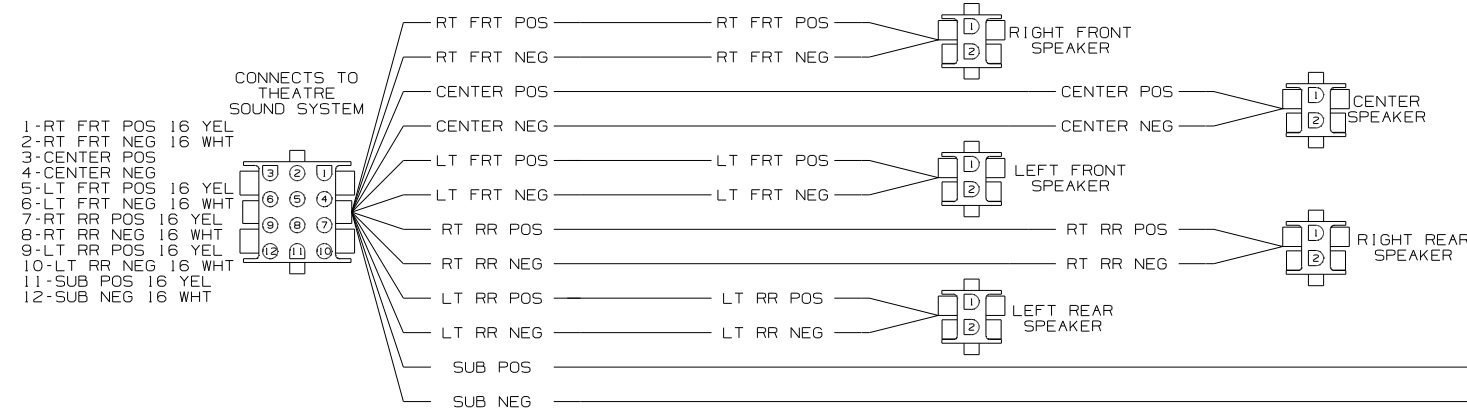 CONNECTS TO
THEATRE
SOUND SYSTEM
1-RT FRT POS 16 YEL
2-RT FRT NEG 16 WHT
3-CENTER POS
4-CENTER NEG
5-LT FRT POS 16 YEL
6-LT FRT NEG 16 WHT
7-RT RR POS 16 YEL
8-RT RR NEG 16 WHT
9-LT RR POS 16 YEL
10-LT RR NEG 16 WHT
11-SUB POS 16 YEL
12-SUB NEG 16 WHT
3 2 1
6 5 4
9 8 7
12 11 10
RT FRT POS RT FRT POS
RT FRT NEG RT FRT NEG
1
2
RIGHT FRONT
SPEAKER
CENTER POS CENTER POS
CENTER NEG CENTER NEG
1
2
CENTER
SPEAKER
LT FRT POS LT FRT POS
LT FRT NEG LT FRT NEG
1
2
LEFT FRONT
SPEAKER
RT RR POS RT RR POS
RT RR NEG RT RR NEG
1
2
RIGHT REAR
SPEAKER
LT RR POS LT RR POS
LT RR NEG LT RR NEG
1
2
LEFT REAR
SPEAKER
SUB POS
SUB NEG